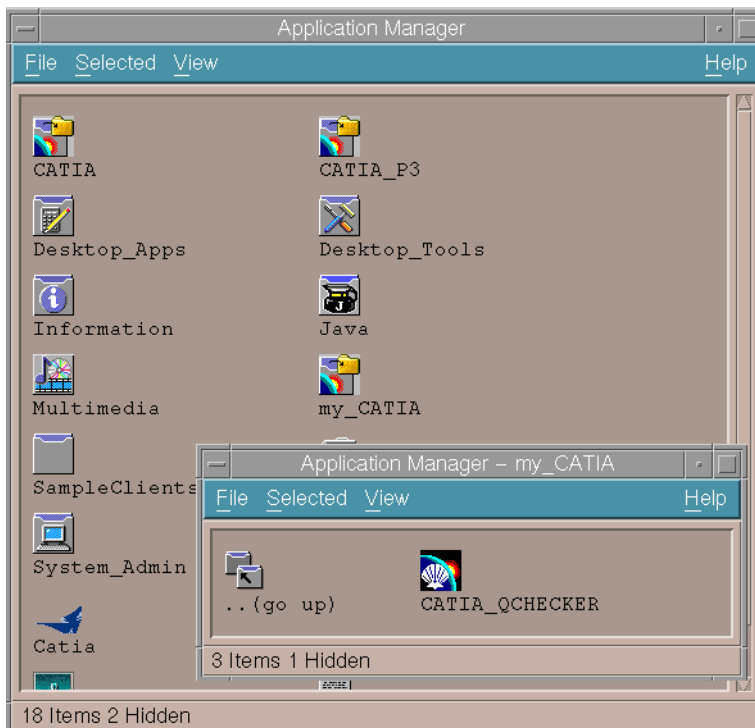 Application Manager
File Selected View Help
CATIA CATIA_P3
Desktop_Apps Desktop_Tools
Information Java
Multimedia my_CATIA
SampleClients
System_Admin
Catia
18 Items 2 Hidden
Application Manager – my_CATIA
File Selected View Help
..(go up) CATIA_QCHECKER
3 Items 1 Hidden